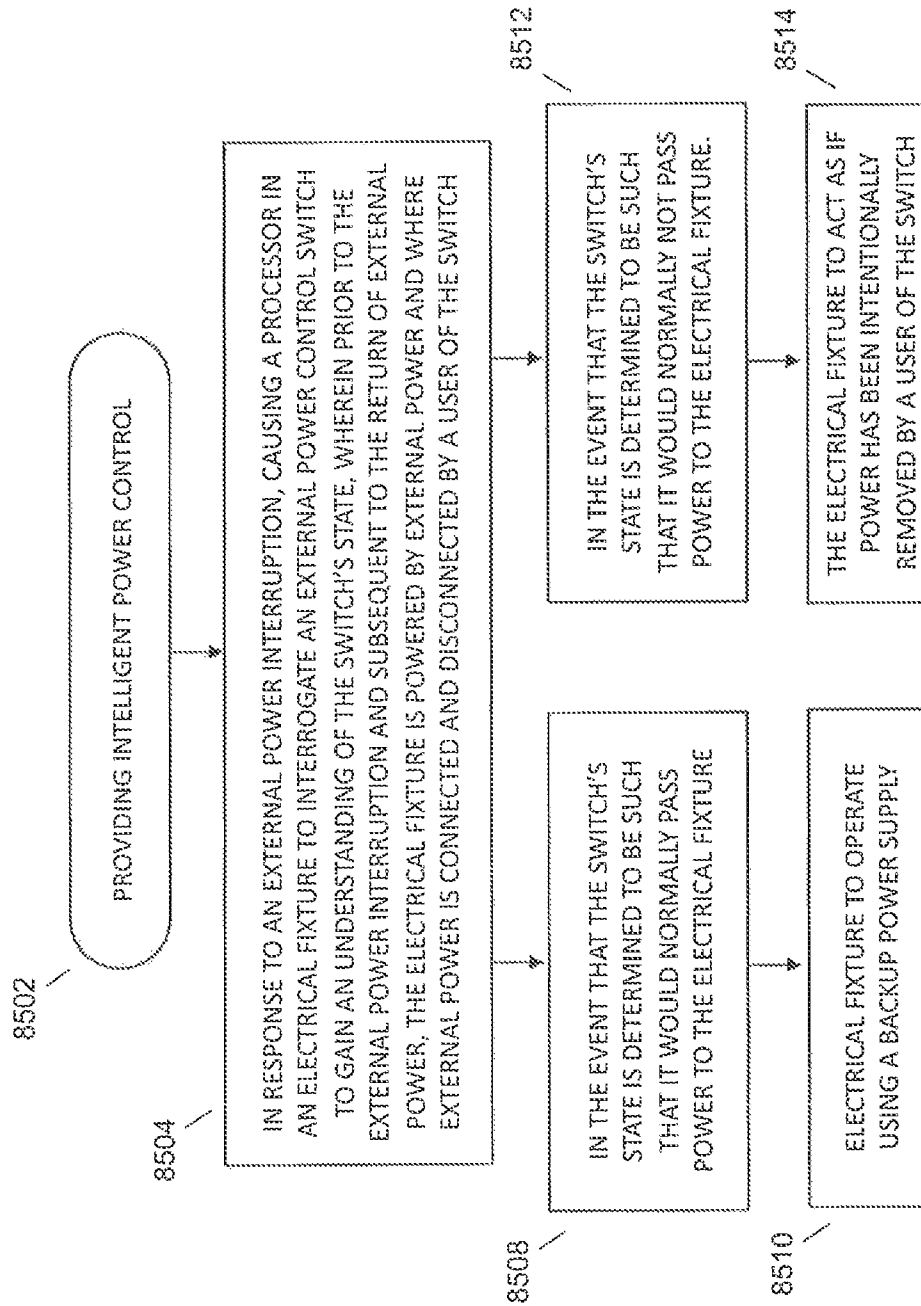 8502
PROVIDING INTELLIGENT POWER CONTROL
8504
IN RESPONSE TO AN EXTERNAL POWER INTERRUPTION, CAUSING A PROCESSOR IN
AN ELECTRICAL FIXTURE TO INTERROGATE AN EXTERNAL POWER CONTROL SWITCH
TO GAIN AN UNDERSTANDING OF THE SWITCH'S STATE, WHEREIN PRIOR TO THE
EXTERNAL POWER INTERRUPTION AND SUBSEQUENT TO THE RETURN OF EXTERNAL
POWER, THE ELECTRICAL FIXTURE IS POWERED BY EXTERNAL POWER AND WHERE
EXTERNAL POWER IS CONNECTED AND DISCONNECTED BY A USER OF THE SWITCH
8508
IN THE EVENT THAT THE SWITCH'S
STATE IS DETERMINED TO BE SUCH
THAT IT WOULD NORMALLY PASS
POWER TO THE ELECTRICAL FIXTURE
8512
IN THE EVENT THAT THE SWITCH'S
STATE IS DETERMINED TO BE SUCH
THAT IT WOULD NORMALLY NOT PASS
POWER TO THE ELECTRICAL FIXTURE.
8510
ELECTRICAL FIXTURE TO OPERATE
USING A BACKUP POWER SUPPLY
8514
THE ELECTRICAL FIXTURE TO ACT AS IF
POWER HAS BEEN INTENTIONALLY
REMOVED BY A USER OF THE SWITCH